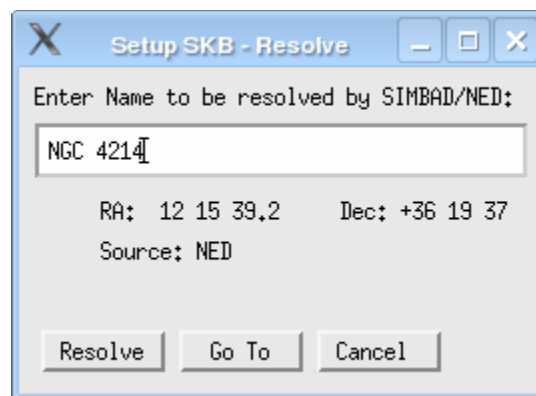 Setup SKB - Resolve
Enter Name to be resolved by SIMBAD/NED:
NGC 4214
RA: 12 15 39.2 Dec: +36 19 37
Source: NED
Resolve Go To Cancel